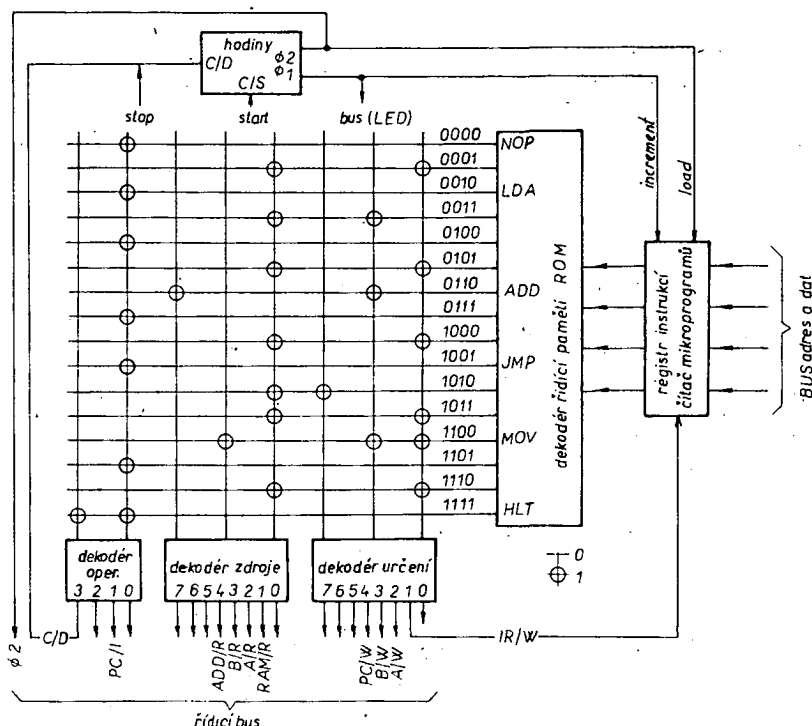 hodiny
C/D
ϕ2
ϕ1
C/S
stop
start
bus (LED)
increment
load
0000
NOP
0001
0010
LDA
0011
0100
0101
0110
ADD
0111
1000
1001
JMP
1010
1011
1100
MOV
1101
1110
1111
HLT
dekodér řídicí paměti ROM
registr instrukcí
čítač mikroprogramů
BUS adres a dat
dekodér
oper.
3 2 1 0
dekodér zdroje
7 6 5 4 3 2 1 0
dekodér určení
7 6 5 4 3 2 1 0
0
1
ϕ2
C/D
PC/I
ADD/R
B/R
A/R
RAM/R
PC/W
B/W
A/W
IR/W
řídicí bus